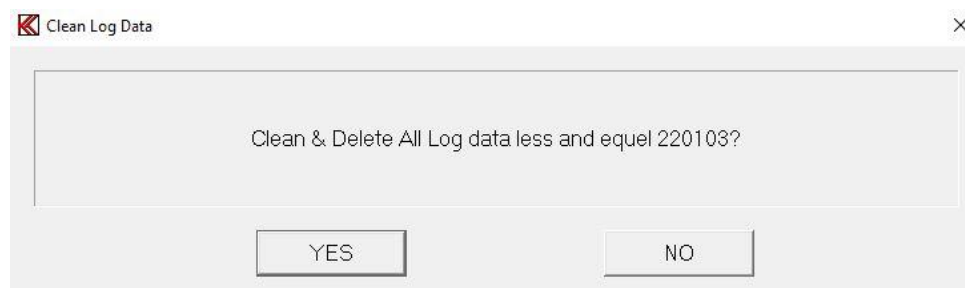 Clean Log Data
Clean & Delete All Log data less and equel 220103?
YES
NO